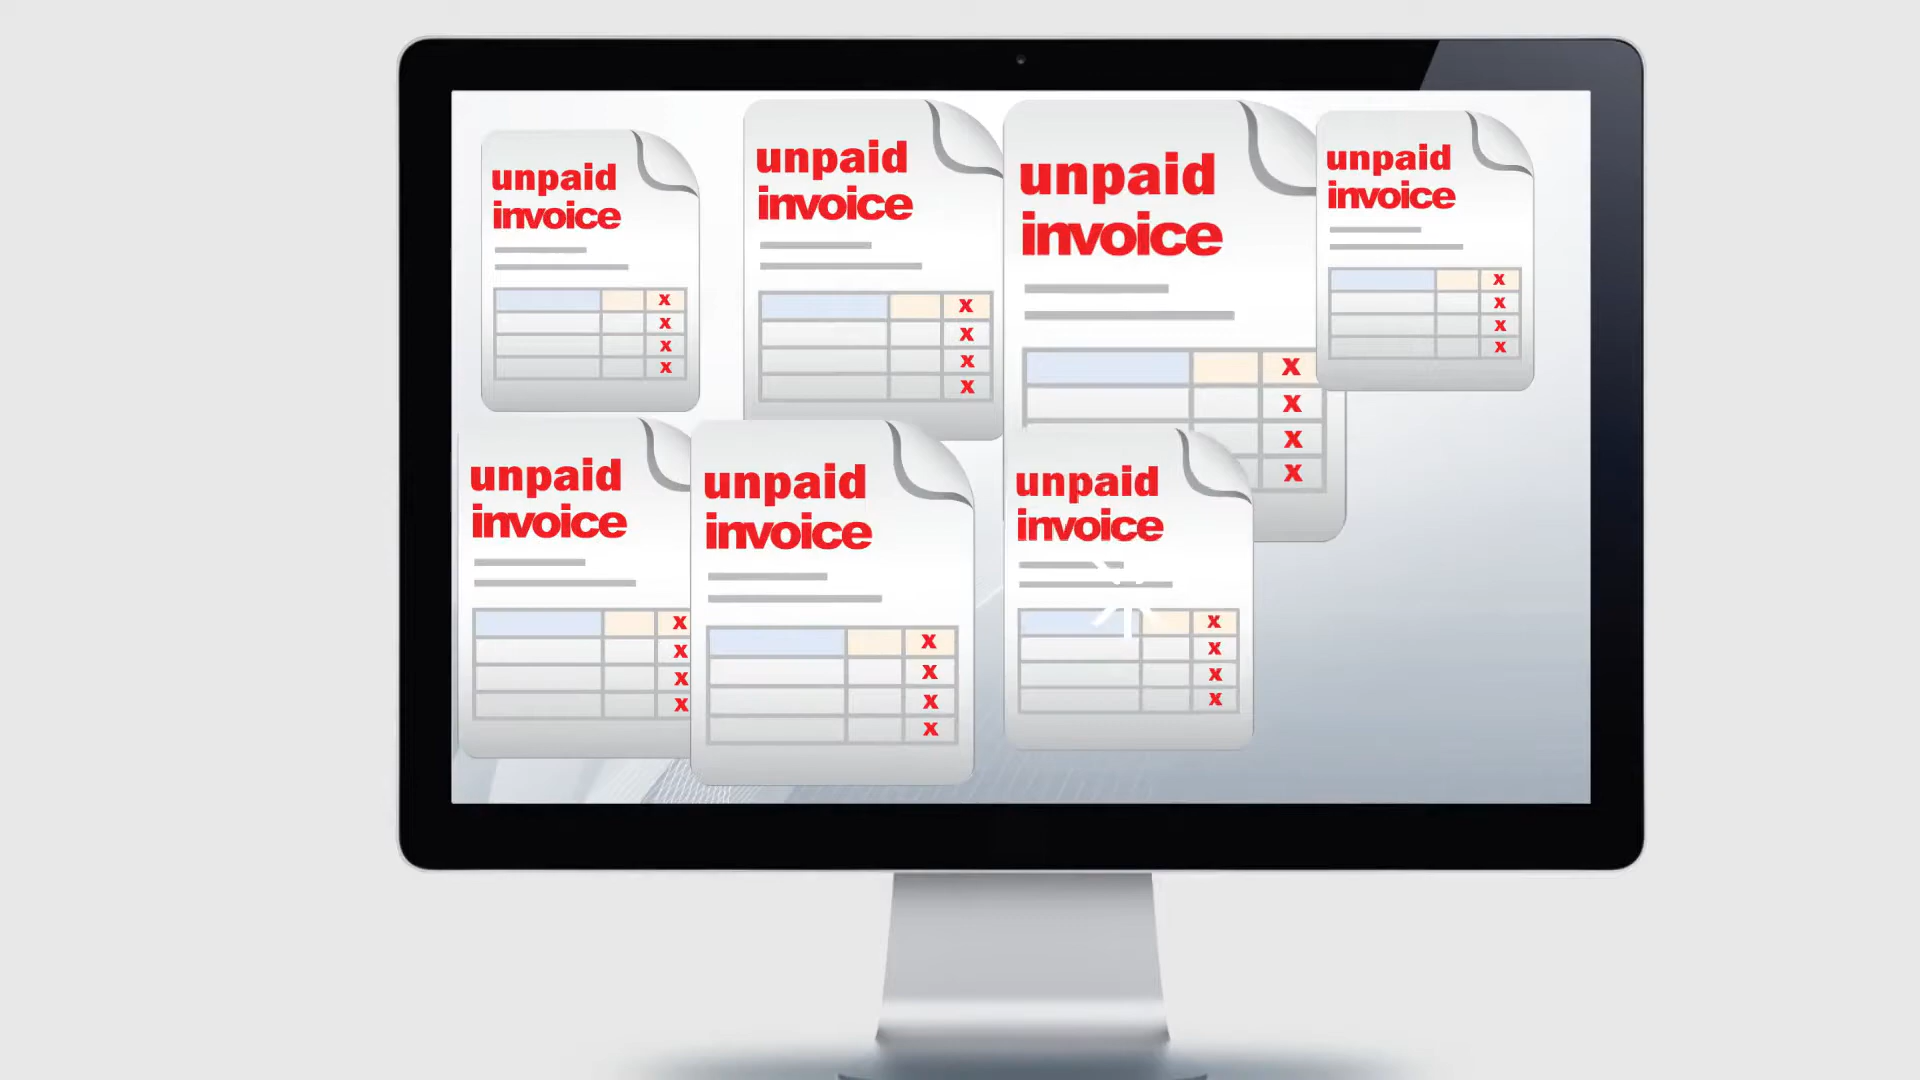 unpaid
invoice
x
x
x
x
unpaid
invoice
x
x
x
x
unpaid
invoice
x
x
x
x
unpaid
invoice
x
x
x
x
unpaid
invoice
x
x
x
x
unpaid
invoice
x
x
x
x
unpaid
invoice
x
x
x
x